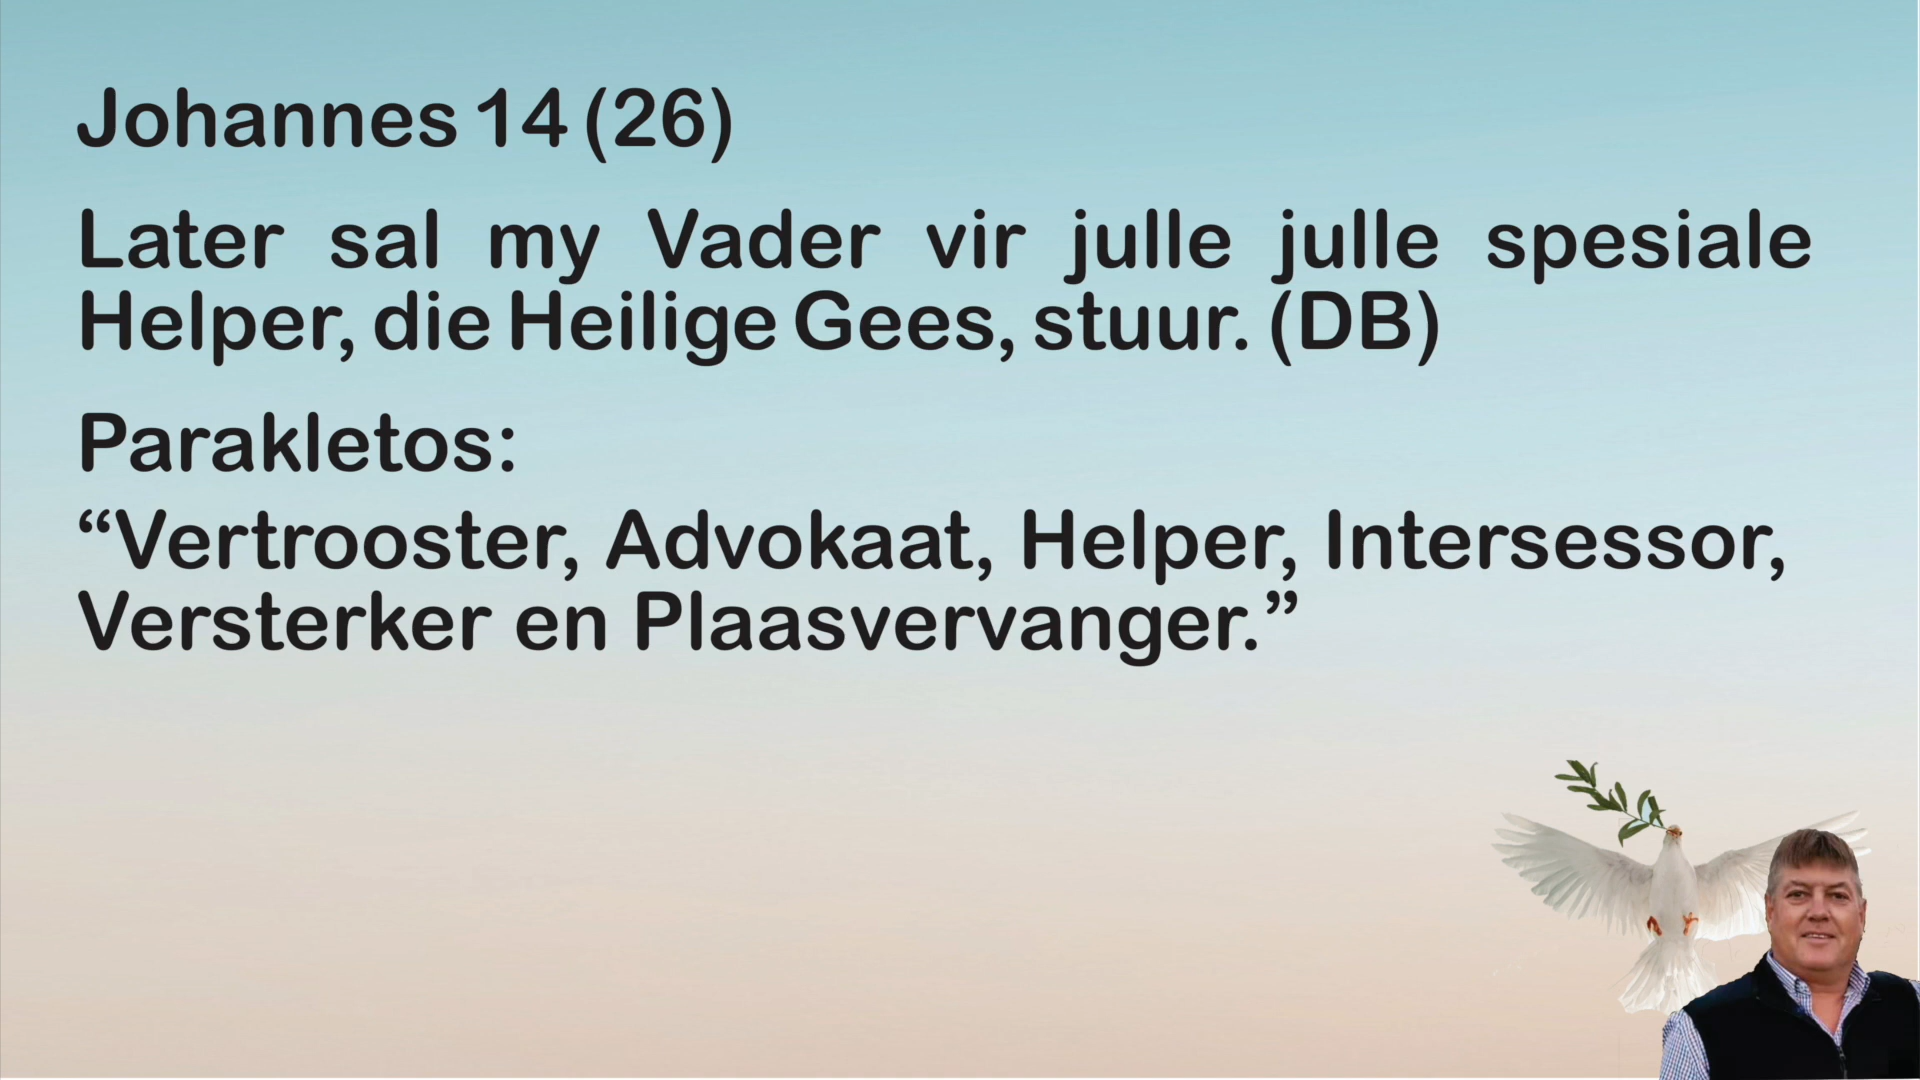 Johannes 14 (26)
Later sal my Vader vir julle julle spesiale
Helper, die Heilige Gees, stuur. (DB)
Parakletos:
“Vertrooster, Advokaat, Helper, Intersessor,
Versterker en Plaasvervanger.”